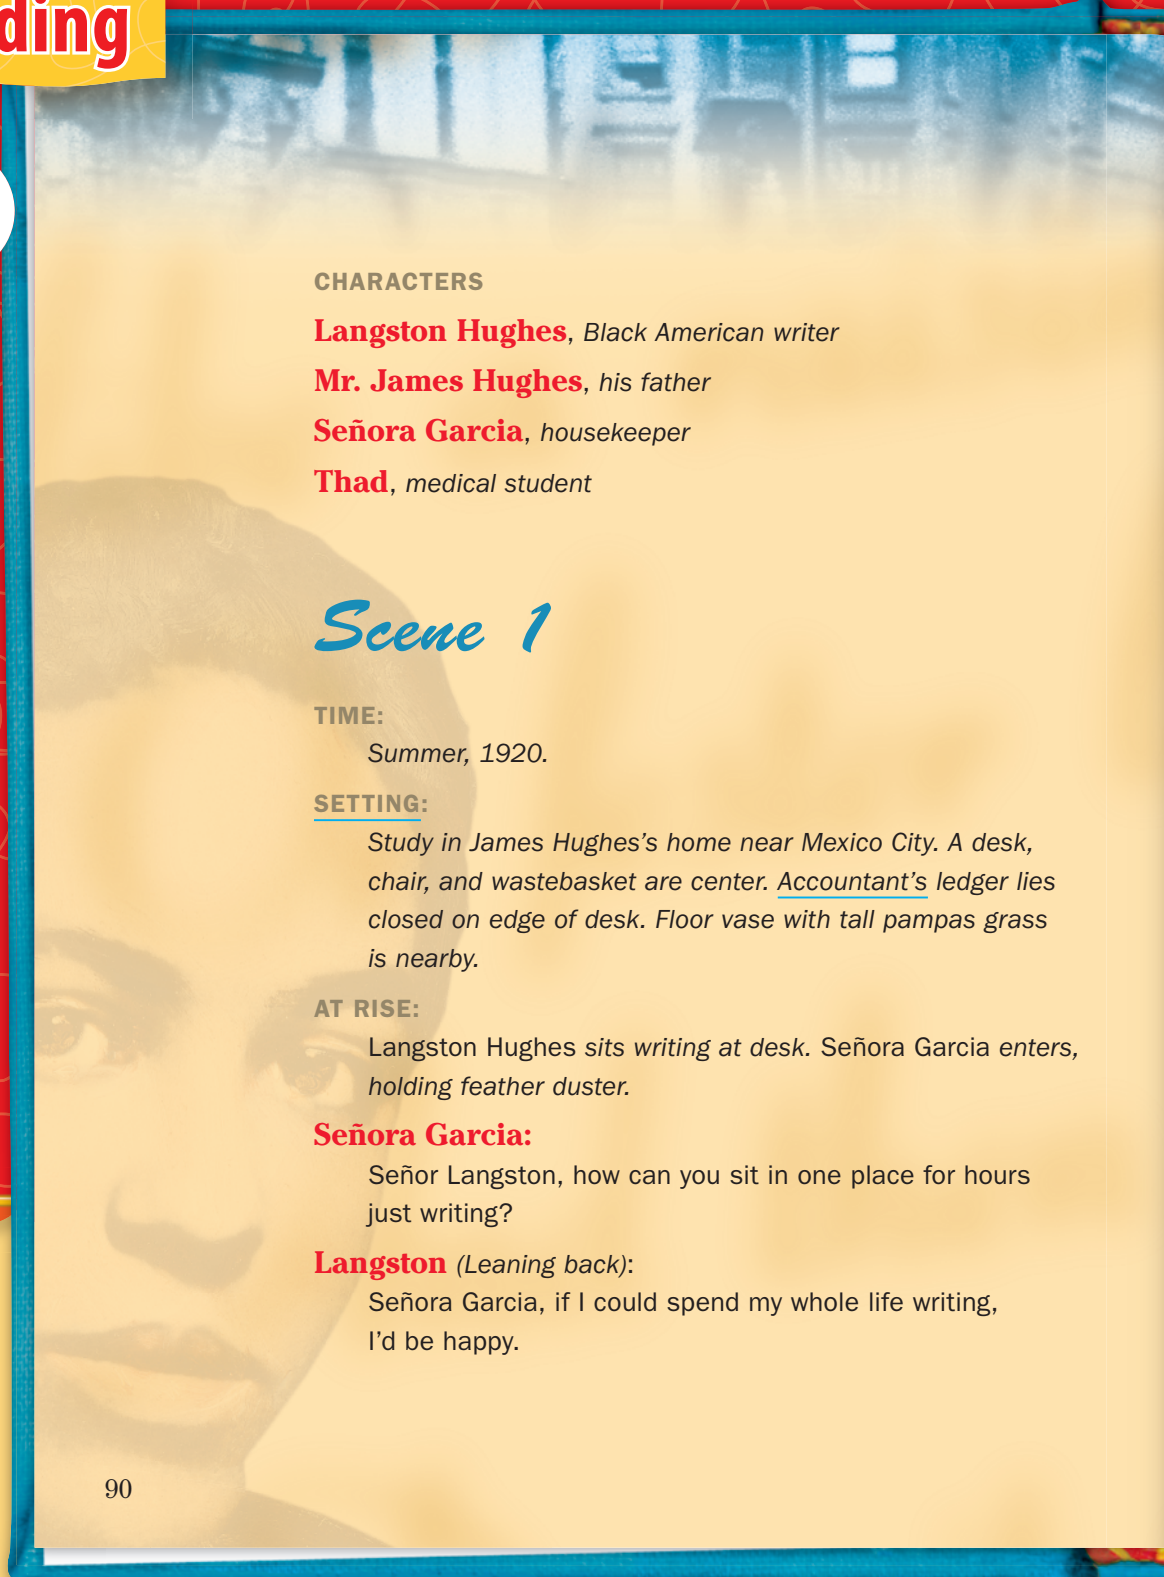 ding
CHARACTERS
Langston Hughes, Black American writer
Mr. James Hughes, his father
Señora Garcia, housekeeper
Thad, medical student
Scene 1
TIME:
Summer, 1920.
SETTING:
Study in James Hughes’s home near Mexico City. A desk,
chair, and wastebasket are center. Accountant’s ledger lies
closed on edge of desk. Floor vase with tall pampas grass
is nearby.
AT RISE:
Langston Hughes sits writing at desk. Señora Garcia enters,
holding feather duster.
Señora Garcia:
Señor Langston, how can you sit in one place for hours
just writing?
Langston (Leaning back):
Señora Garcia, if I could spend my whole life writing,
I’d be happy.
90